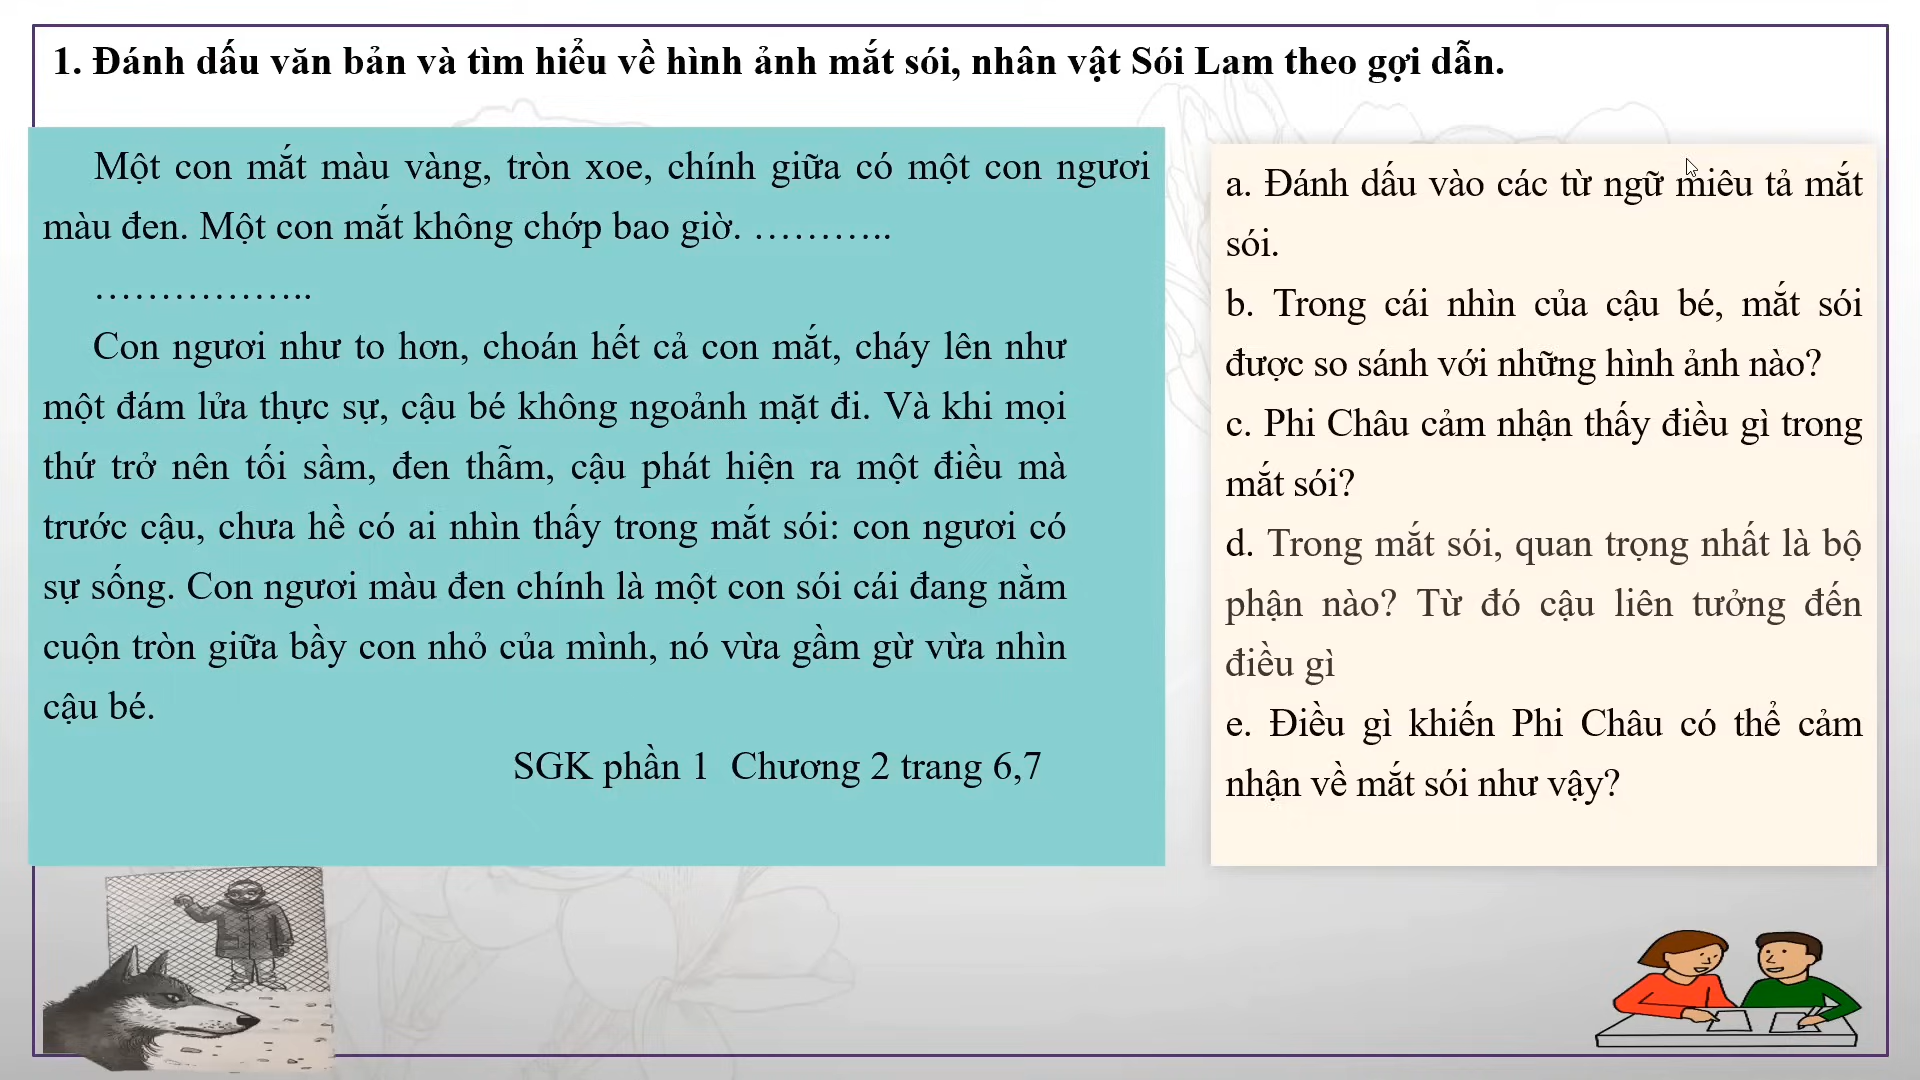 1. Đánh dấu văn bản và tìm hiểu về hình ảnh mắt sói, nhân vật Sói Lam theo gợi dẫn.
Một con mắt màu vàng, tròn xoe, chính giữa có một con ngươi
màu đen. Một con mắt không chớp bao giờ. ………..
……………..
Con ngươi như to hơn, choán hết cả con mắt, cháy lên như
một đám lửa thực sự, cậu bé không ngoảnh mặt đi. Và khi mọi
thứ trở nên tối sầm, đen thẫm, cậu phát hiện ra một điều mà
trước cậu, chưa hề có ai nhìn thấy trong mắt sói: con ngươi có
sự sống. Con ngươi màu đen chính là một con sói cái đang nằm
cuộn tròn giữa bầy con nhỏ của mình, nó vừa gầm gừ vừa nhìn
cậu bé.
SGK phần 1 Chương 2 trang 6,7
a. Đánh dấu vào các từ ngữ miêu tả mắt
sói.
b. Trong cái nhìn của cậu bé, mắt sói
được so sánh với những hình ảnh nào?
c. Phi Châu cảm nhận thấy điều gì trong
mắt sói?
d. Trong mắt sói, quan trọng nhất là bộ
phận nào? Từ đó cậu liên tưởng đến
điều gì
e. Điều gì khiến Phi Châu có thể cảm
nhận về mắt sói như vậy?